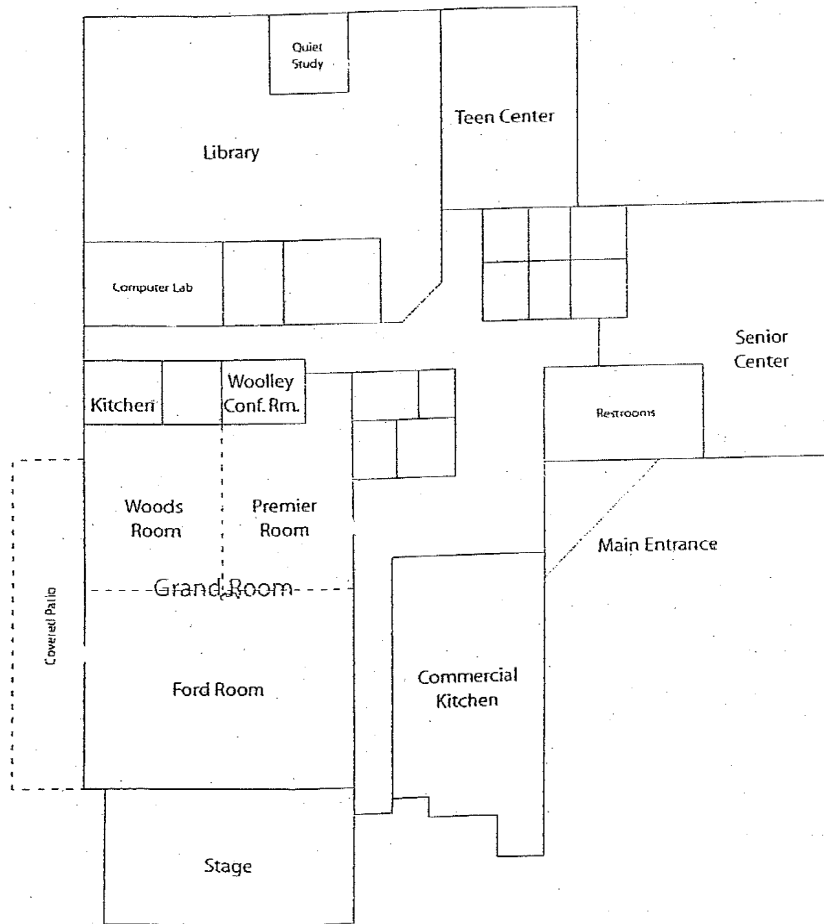 Quiet
Study
Teen Center
Library
Computer Lab
Senior
Center
Kitchen
Woolley
Conf. Rm.
Restrooms
Woods
Room
Premier
Room
Main Entrance
Grand Room
Covered Patio
Ford Room
Commercial
Kitchen
Stage